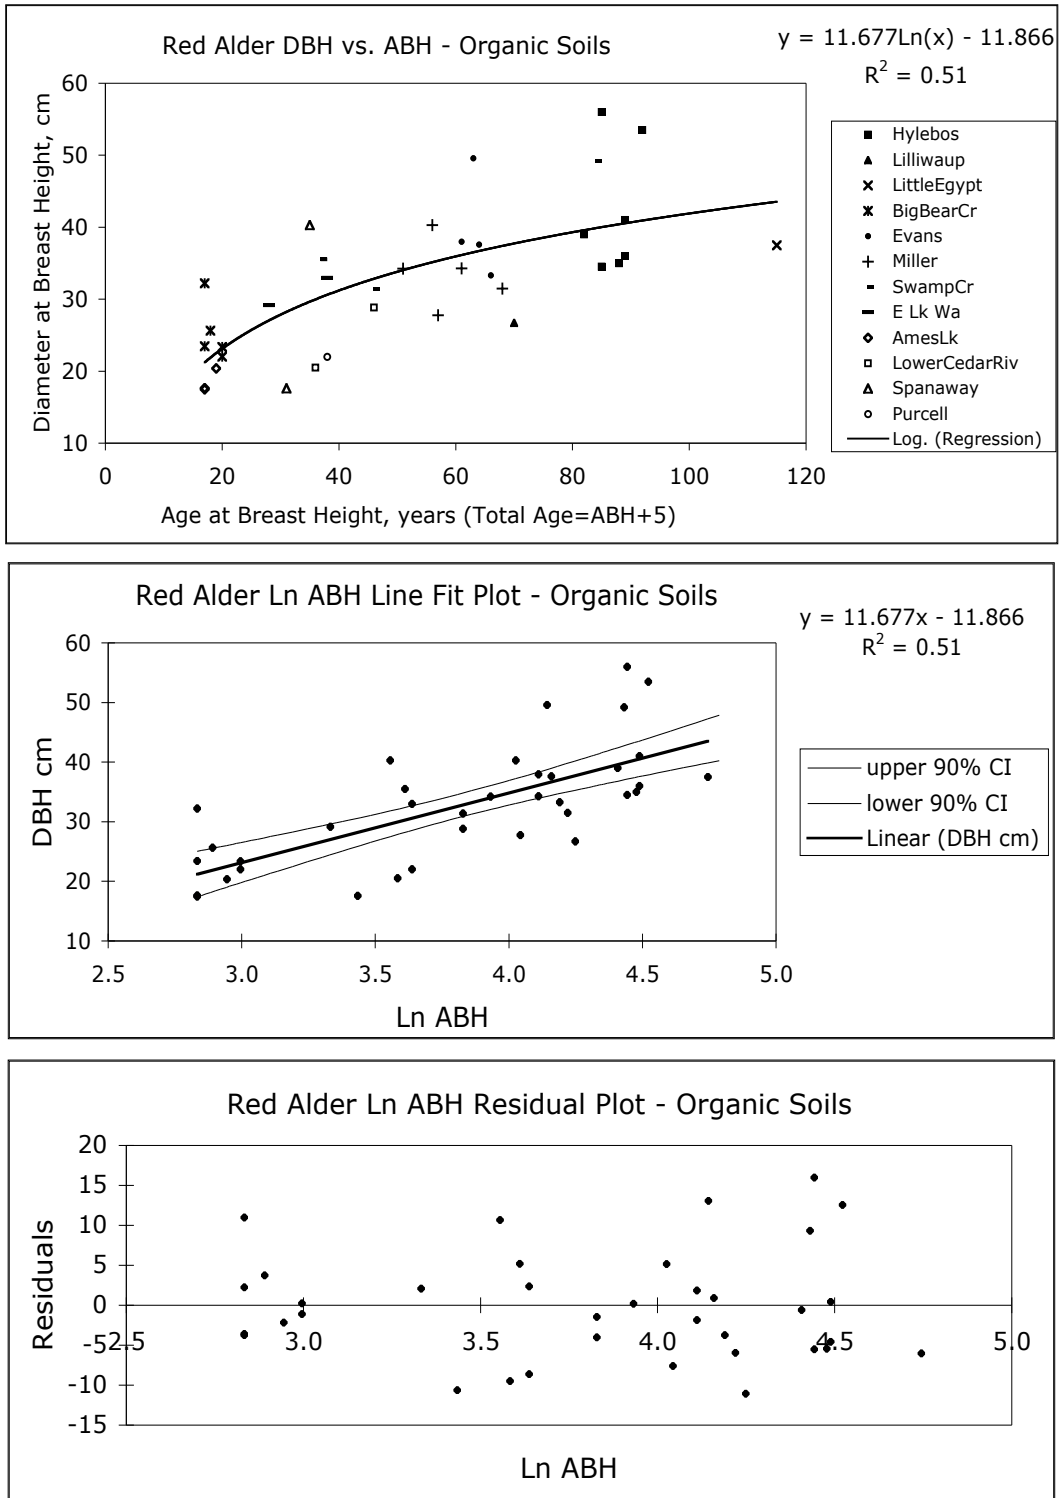 Red Alder DBH vs. ABH - Organic Soils
y = 11.677Ln(x) - 11.866
R² = 0.51
60
50
40
30
20
10
Diameter at Breast Height, cm
0 20 40 60 80 100 120
Age at Breast Height, years (Total Age=ABH+5)
Hylebos
Lilliwaup
LittleEgypt
BigBearCr
Evans
Miller
SwampCr
E Lk Wa
AmesLk
LowerCedarRiv
Spanaway
Purcell
Log. (Regression)
Red Alder Ln ABH Line Fit Plot - Organic Soils
y = 11.677x - 11.866
R² = 0.51
60
50
40
30
20
10
DBH cm
2.5 3.0 3.5 4.0 4.5 5.0
Ln ABH
upper 90% CI
lower 90% CI
Linear (DBH cm)
Red Alder Ln ABH Residual Plot - Organic Soils
20
15
10
5
0
-5
-10
-15
Residuals
2.5 3.0 3.5 4.0 4.5 5.0
Ln ABH